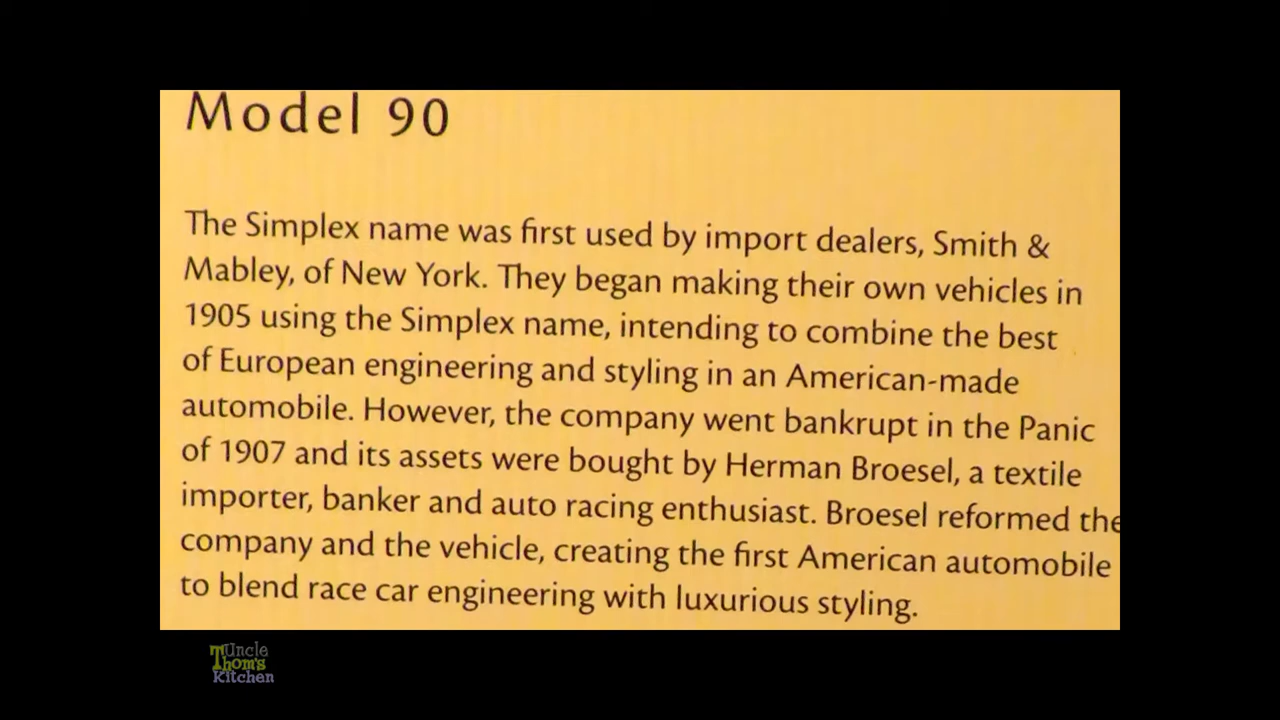 Model 90
The Simplex name was first used by import dealers, Smith &
Mabley, of New York. They began making their own vehicles in
1905 using the Simplex name, intending to combine the best
of European engineering and styling in an American-made
automobile. However, the company went bankrupt in the Panic
of 1907 and its assets were bought by Herman Broesel, a textile
importer, banker and auto racing enthusiast. Broesel reformed the
company and the vehicle, creating the first American automobile
to blend race car engineering with luxurious styling.
Uncle
Thom's
Kitchen